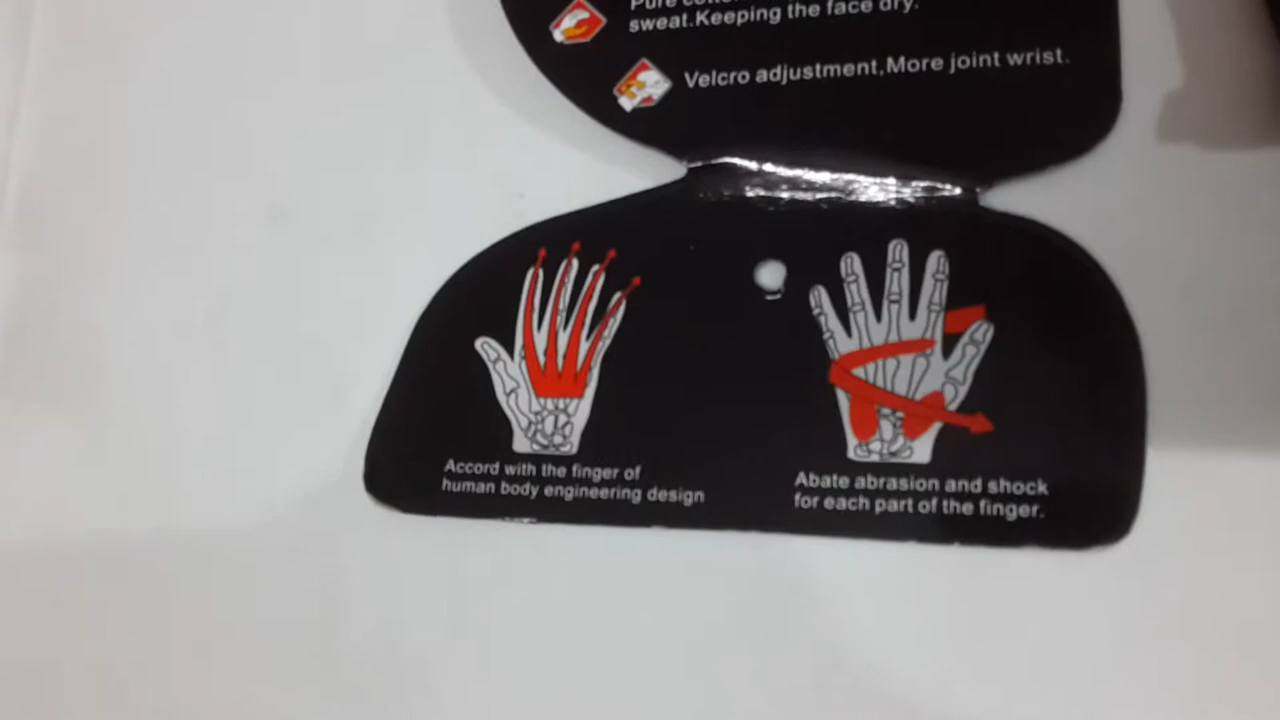 Pure
sweat.Keeping the face dry.
Velcro adjustment,More joint wrist.
Accord with the finger of
human body engineering design
Abate abrasion and shock
for each part of the finger.